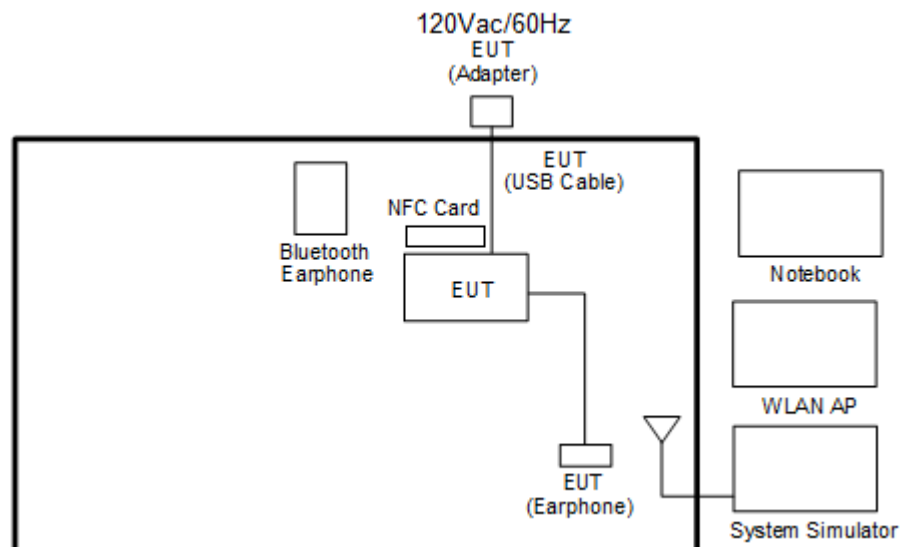 120Vac/60Hz
EUT
(Adapter)
EUT
(USB Cable)
NFC Card
Bluetooth
Earphone
EUT
Notebook
WLAN AP
EUT
(Earphone)
System Simulator